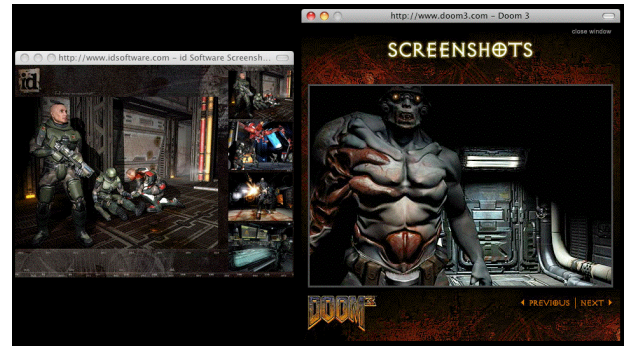 http://www.idsoftware.com – id Software Screensh...
id
http://www.doom3.com – Doom 3
close window
SCREENSHOTS
DOOM 3
PREVIOUS | NEXT